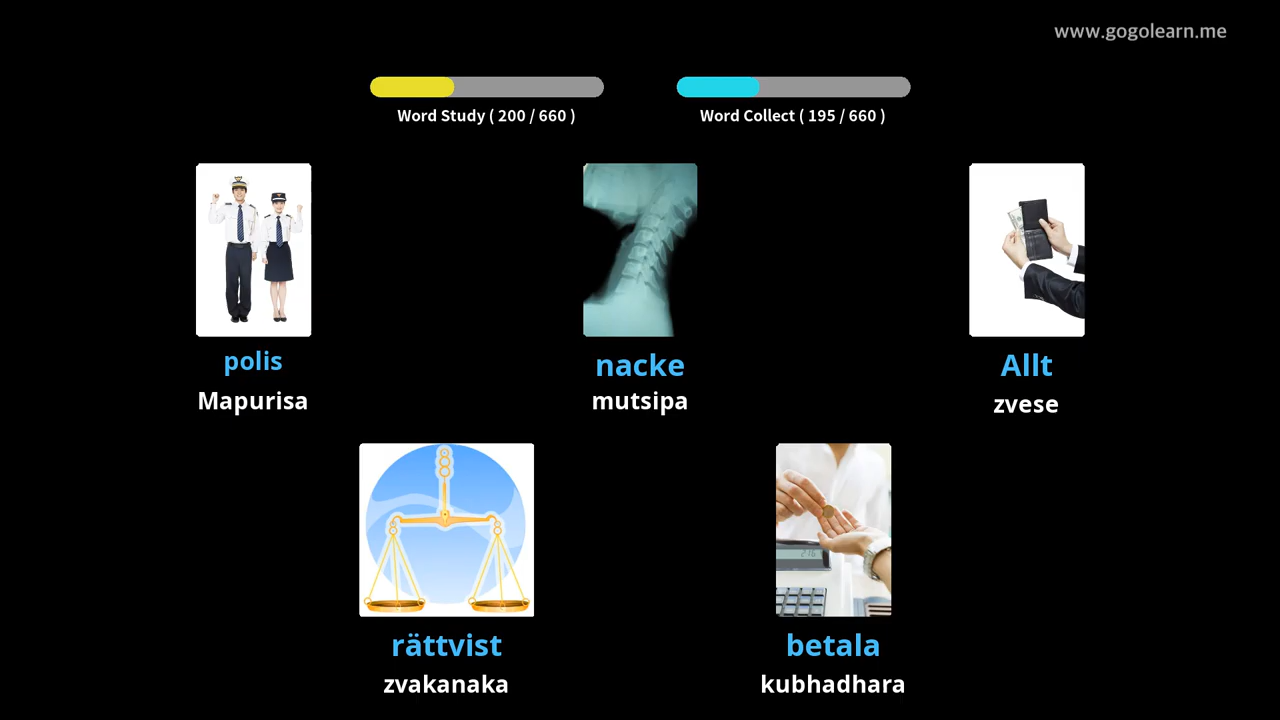 www.gogolearn.me
Word Study ( 200 / 660 )
Word Collect ( 195 / 660 )
polis
Mapurisa
nacke
mutsipa
Allt
zvese
rättvist
zvakanaka
betala
kubhadhara